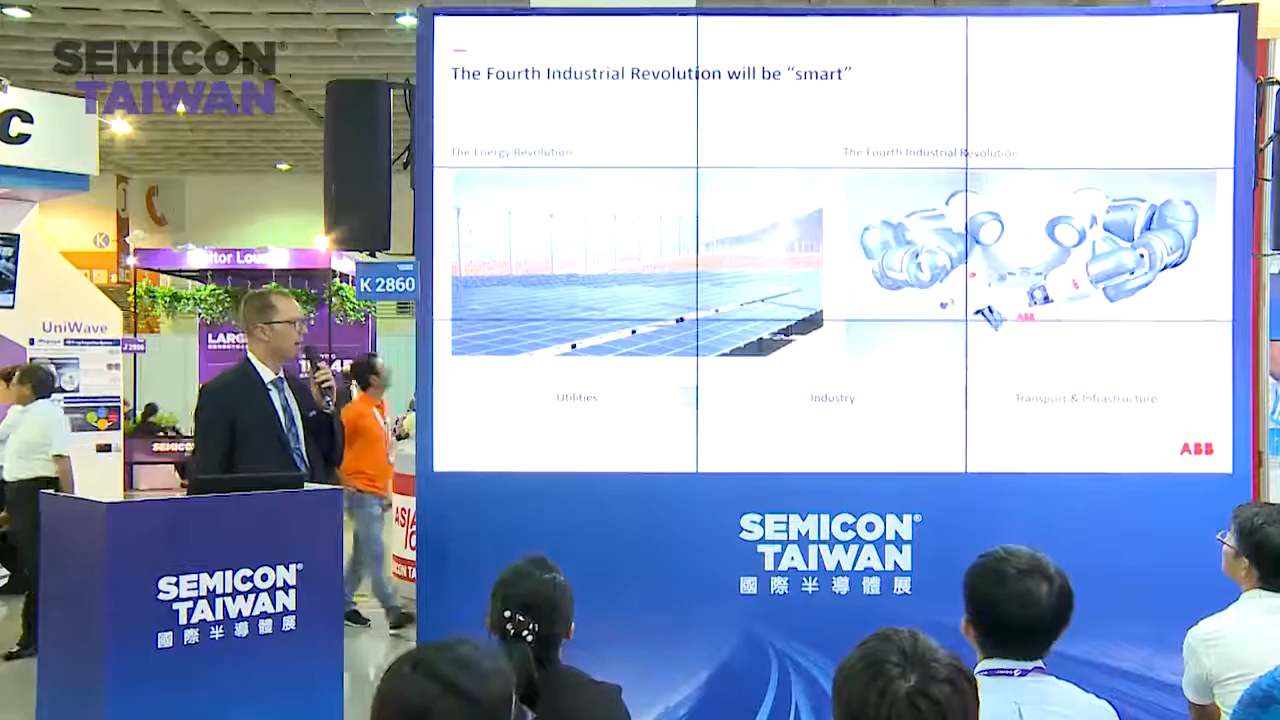 SEMICON®
TAIWAN
C
The Fourth Industrial Revolution will be “smart”
The Energy Revolution
The Fourth Industrial Revolution
K
K 2860
UniWave
ABB
Utilities
Industry
Transport & Infrastructure
ABB
SEMICON
SEMICON®
TAIWAN
國際半導體展
SEMICON®
TAIWAN
國際半導體展